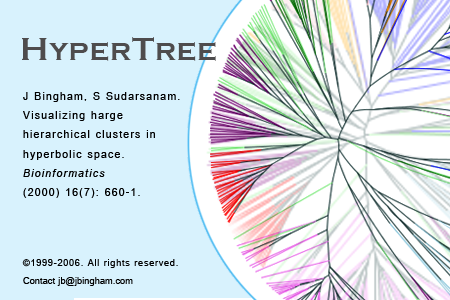 HYPERTREE
J Bingham, S Sudarsanam.
Visualizing harge
hierarchical clusters in
hyperbolic space.
Bioinformatics
(2000) 16(7): 660-1.
©1999-2006. All rights reserved.
Contact jb@jbingham.com